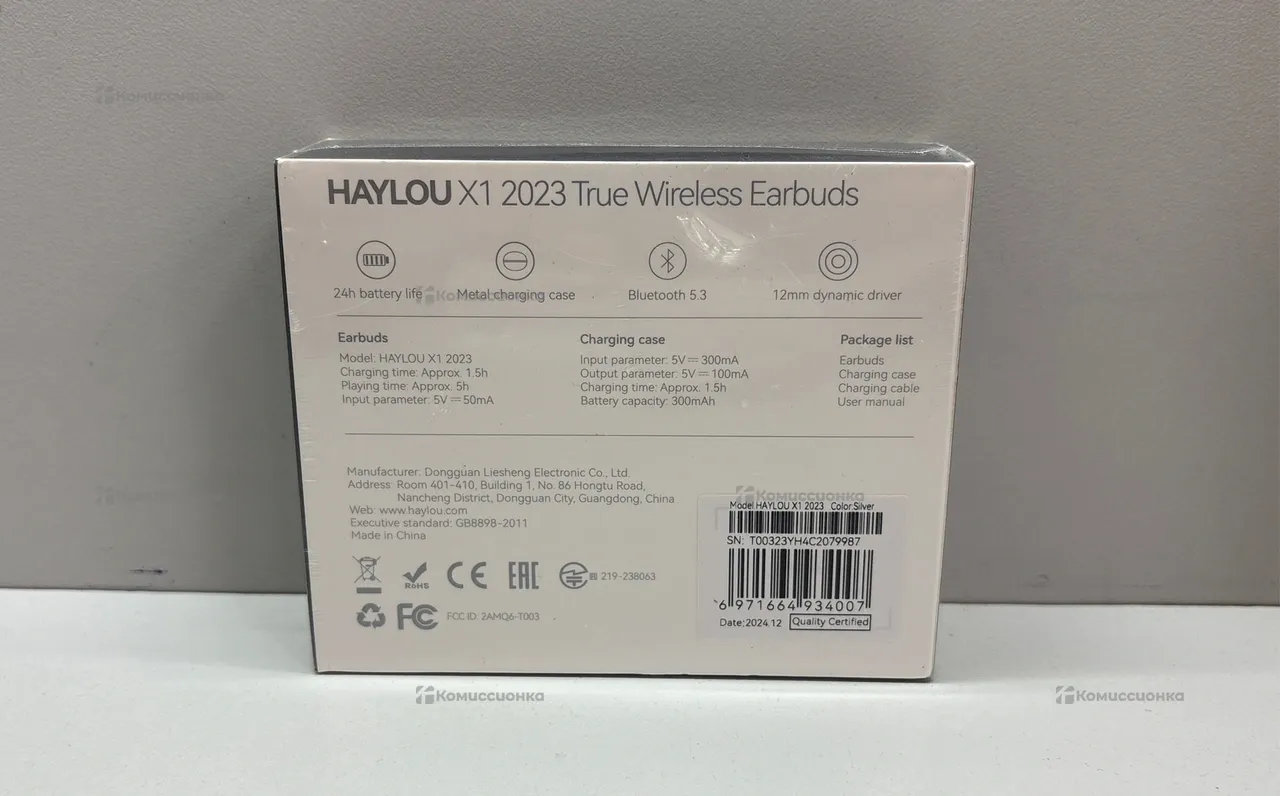 Комиссионка
HAYLOU X1 2023 True Wireless Earbuds
24h battery life
Metal charging case
Bluetooth 5.3
12mm dynamic driver
Комиссионка
Earbuds
Model: HAYLOU X1 2023
Charging time: Approx. 1.5h
Playing time: Approx. 5h
Input parameter: 5V⎓50mA
Charging case
Input parameter: 5V⎓300mA
Output parameter: 5V⎓100mA
Charging time: Approx. 1.5h
Battery capacity: 300mAh
Package list
Earbuds
Charging case
Charging cable
User manual
Manufacturer: Dongguan Liesheng Electronic Co., Ltd.
Address: Room 401-410, Building 1, No. 86 Hongtu Road,
Nancheng District, Dongguan City, Guangdong, China
Web: www.haylou.com
Executive standard: GB8898-2011
Made in China
RoHS
CE
EAC
R 219-238063
FC
FCC ID: 2AMQ6-T003
Комиссионка
Комиссионка
Model:HAYLOU X1 2023 Color:Silver
SN: T00323YH4C2079987
6 971664 934007
Date:2024.12 Quality Certified
Комиссионка
Комиссионка